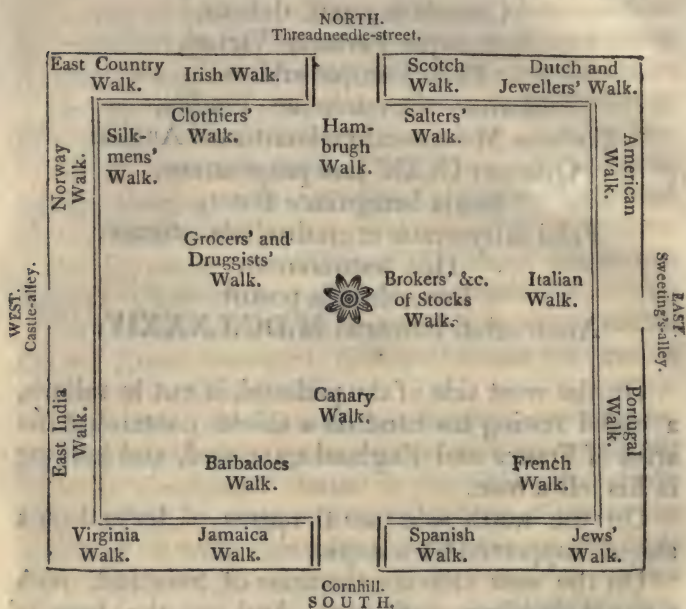 NORTH.
Threadneedle-street.
East Country
Walk.
Irish Walk.
Scotch
Walk.
Dutch and
Jewellers' Walk.
Clothiers'
Walk.
Silk-
mens'
Walk.
Ham-
brugh
Walk.
Salters'
Walk.
Norway
Walk.
American
Walk.
Grocers' and
Druggists'
Walk.
Brokers' &c.
of Stocks
Walk.
Italian
Walk.
WEST.
Castle-alley.
EAST.
Sweeting's-alley.
Canary
Walk.
East India
Walk.
Portugal
Walk.
Barbadoes
Walk.
French
Walk.
Virginia
Walk.
Jamaica
Walk.
Spanish
Walk.
Jews'
Walk.
Cornhill.
SOUTH.